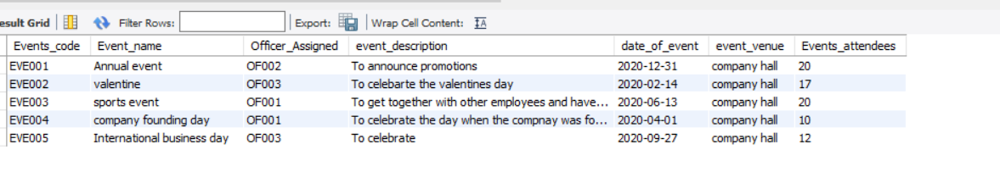 esult Grid Filter Rows: Export: Wrap Cell Content: IA
Events_code Event_name Officer_Assigned event_description date_of_event event_venue Events_attendees
EVE001 Annual event OF002 To announce promotions 2020-12-31 company hall 20
EVE002 valentine OF003 To celebarte the valentines day 2020-02-14 company hall 17
EVE003 sports event OF001 To get together with other employees and have... 2020-06-13 company hall 20
EVE004 company founding day OF001 To celebrate the day when the compnay was fo... 2020-04-01 company hall 10
EVE005 International business day OF003 To celebrate 2020-09-27 company hall 12